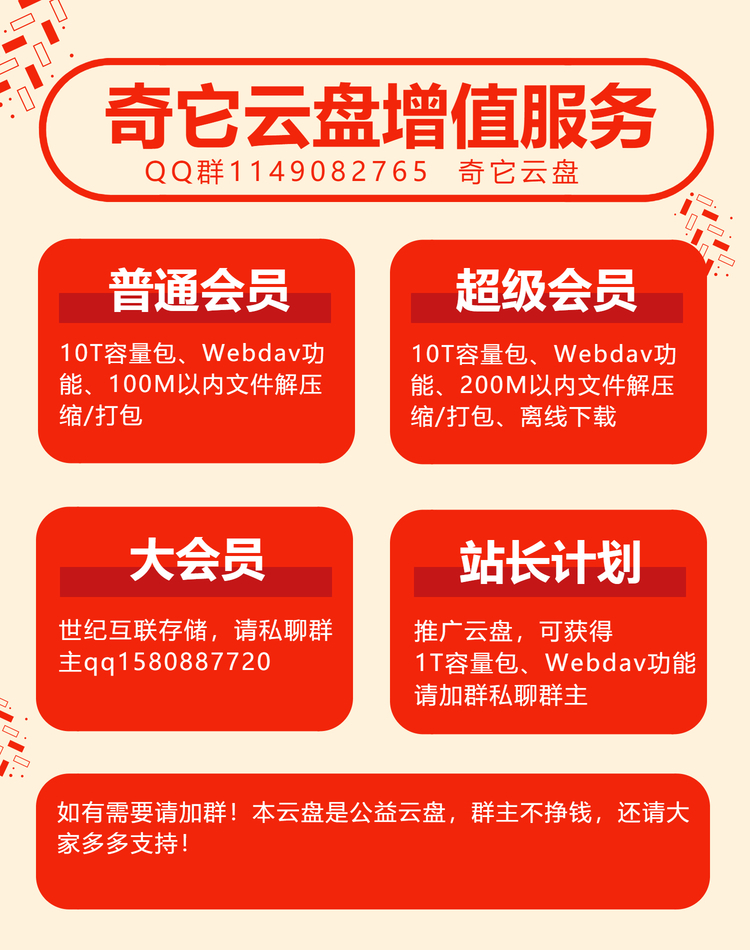 奇它云盘增值服务
QQ群1149082765 奇它云盘
普通会员
10T容量包、Webdav功
能、100M以内文件解压
缩/打包
超级会员
10T容量包、Webdav功
能、200M以内文件解压
缩/打包、离线下载
大会员
世纪互联存储，请私聊群
主qq1580887720
站长计划
推广云盘，可获得
1T容量包、Webdav功能
请加群私聊群主
如有需要请加群！本云盘是公益云盘，群主不挣钱，还请大
家多多支持！